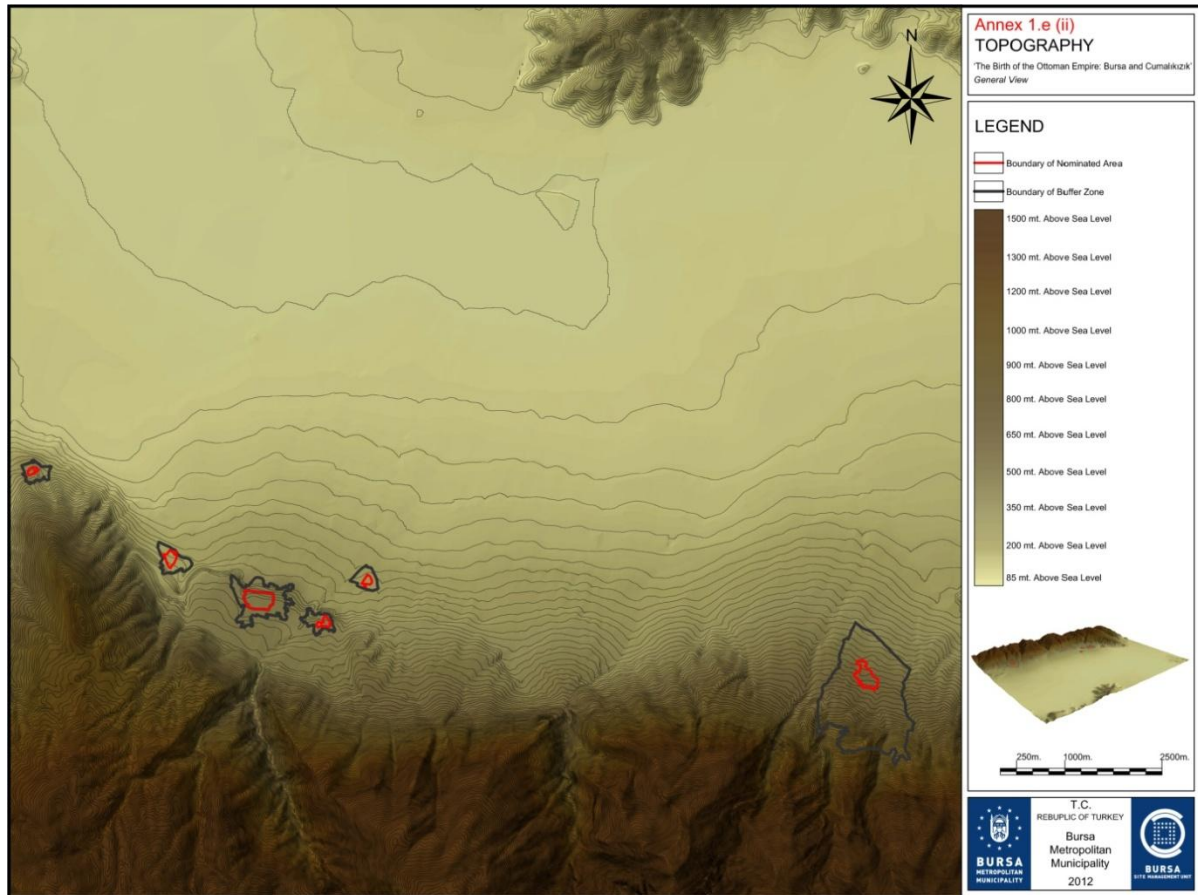 N
Annex 1.e (ii)
TOPOGRAPHY
'The Birth of the Ottoman Empire: Bursa and Cumalıkızık'
General View
LEGEND
Boundary of Nominated Area
Boundary of Buffer Zone
1500 mt. Above Sea Level
1300 mt. Above Sea Level
1200 mt. Above Sea Level
1000 mt. Above Sea Level
900 mt. Above Sea Level
800 mt. Above Sea Level
650 mt. Above Sea Level
500 mt. Above Sea Level
350 mt. Above Sea Level
200 mt. Above Sea Level
85 mt. Above Sea Level
250m. 1000m. 2500m.
BURSA
METROPOLITAN
MUNICIPALITY
T.C.
REBUPLIC OF TURKEY
Bursa
Metropolitan
Municipality
2012
BURSA
SITE MANAGEMENT UNIT